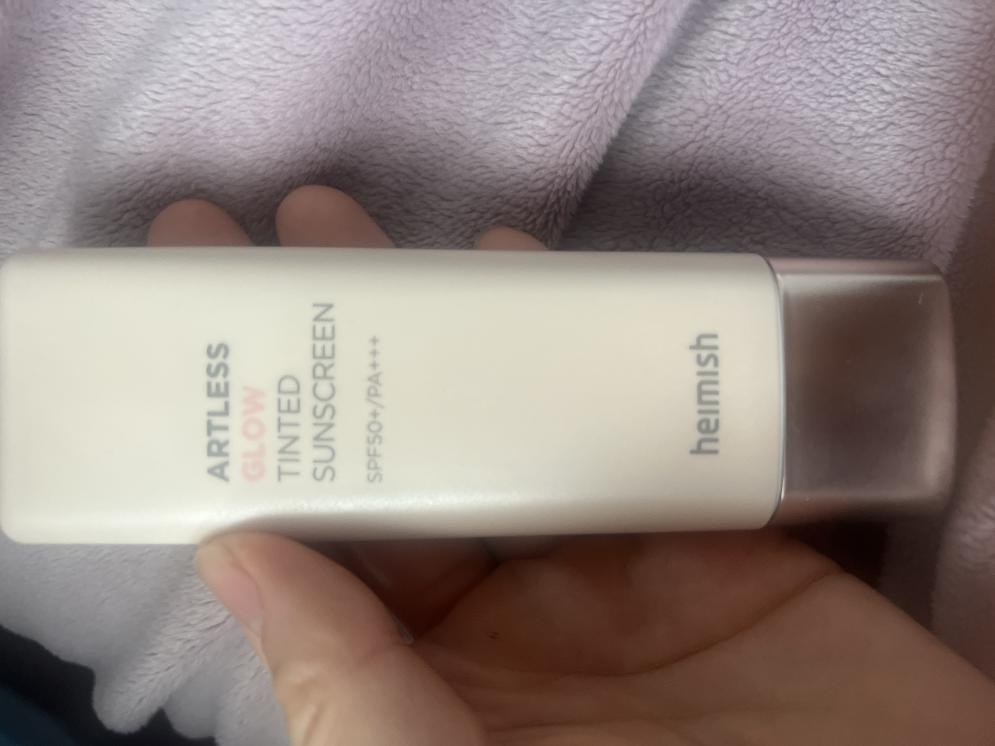 heimish
ARTLESS
GLOW
TINTED
SUNSCREEN
SPF50+/PA+++